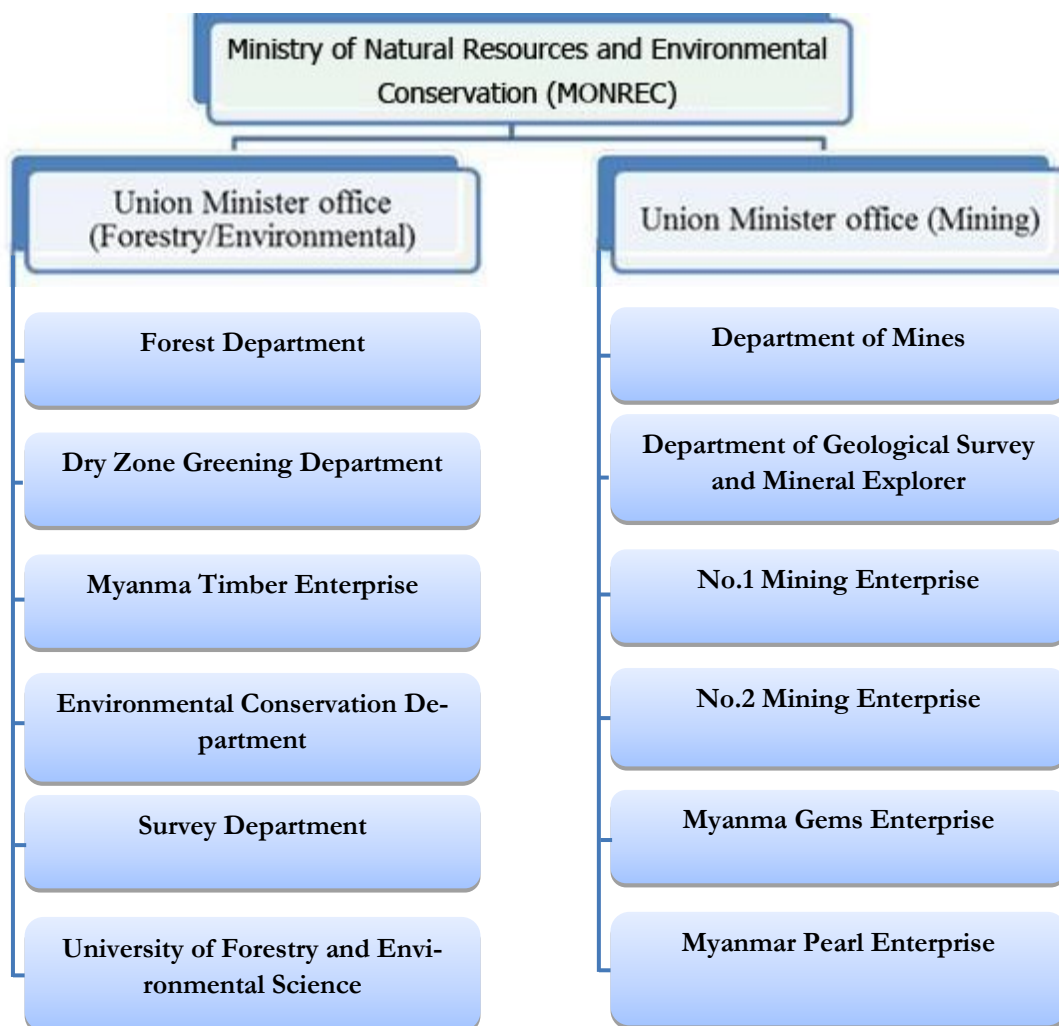 Ministry of Natural Resources and Environmental
Conservation (MONREC)
Union Minister office
(Forestry/Environmental)
Forest Department
Dry Zone Greening Department
Myanma Timber Enterprise
Environmental Conservation De-
partment
Survey Department
University of Forestry and Envi-
ronmental Science
Union Minister office (Mining)
Department of Mines
Department of Geological Survey
and Mineral Explorer
No.1 Mining Enterprise
No.2 Mining Enterprise
Myanma Gems Enterprise
Myanmar Pearl Enterprise